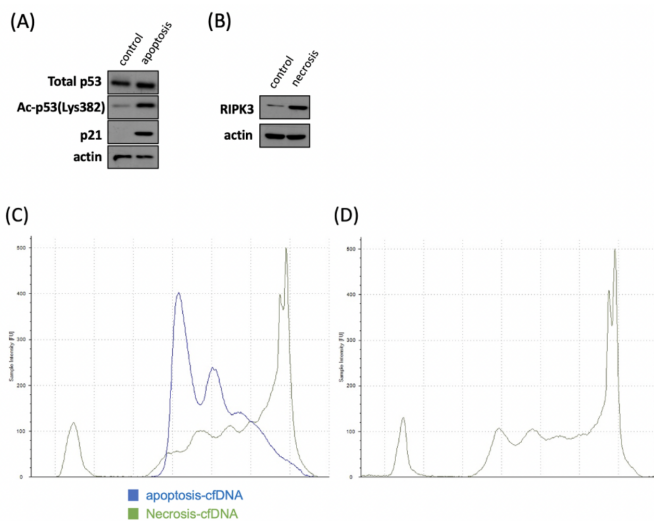 (A)
control
apoptosis
Total p53
Ac-p53(Lys382)
p21
actin
(B)
control
necrosis
RIPK3
actin
(C)
500
400
300
200
100
0
Sample Intensity [FU]
apoptosis-cfDNA
Necrosis-cfDNA
(D)
600
400
300
200
100
0
Sample Intensity [FU]